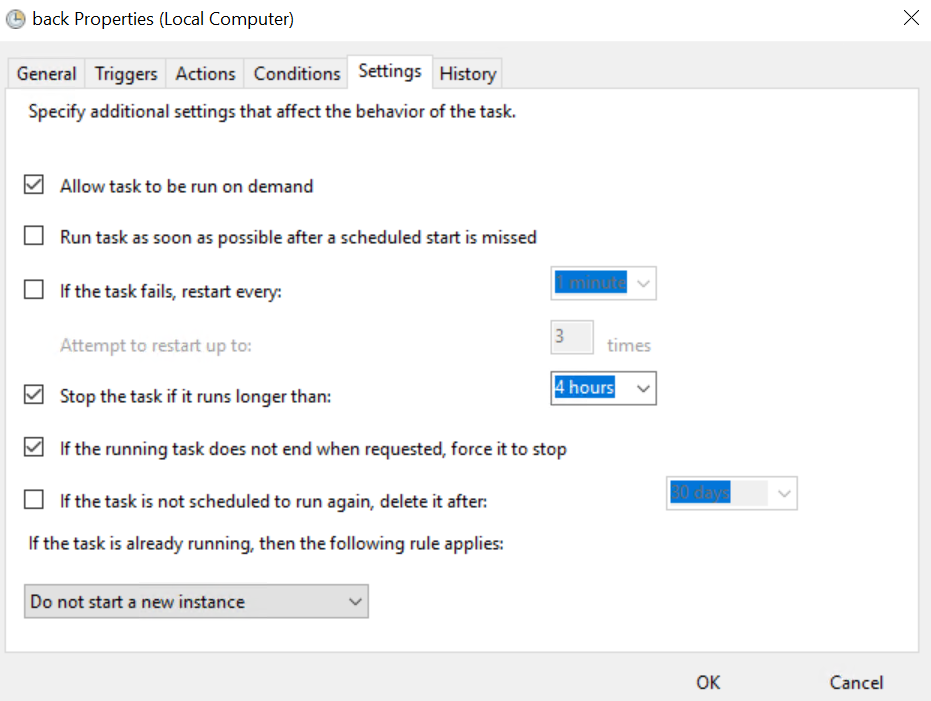 back Properties (Local Computer)
General Triggers Actions Conditions Settings History
Specify additional settings that affect the behavior of the task.
Allow task to be run on demand
Run task as soon as possible after a scheduled start is missed
If the task fails, restart every: 1 minute
Attempt to restart up to: 3 times
Stop the task if it runs longer than: 4 hours
If the running task does not end when requested, force it to stop
If the task is not scheduled to run again, delete it after: 30 days
If the task is already running, then the following rule applies:
Do not start a new instance
OK Cancel